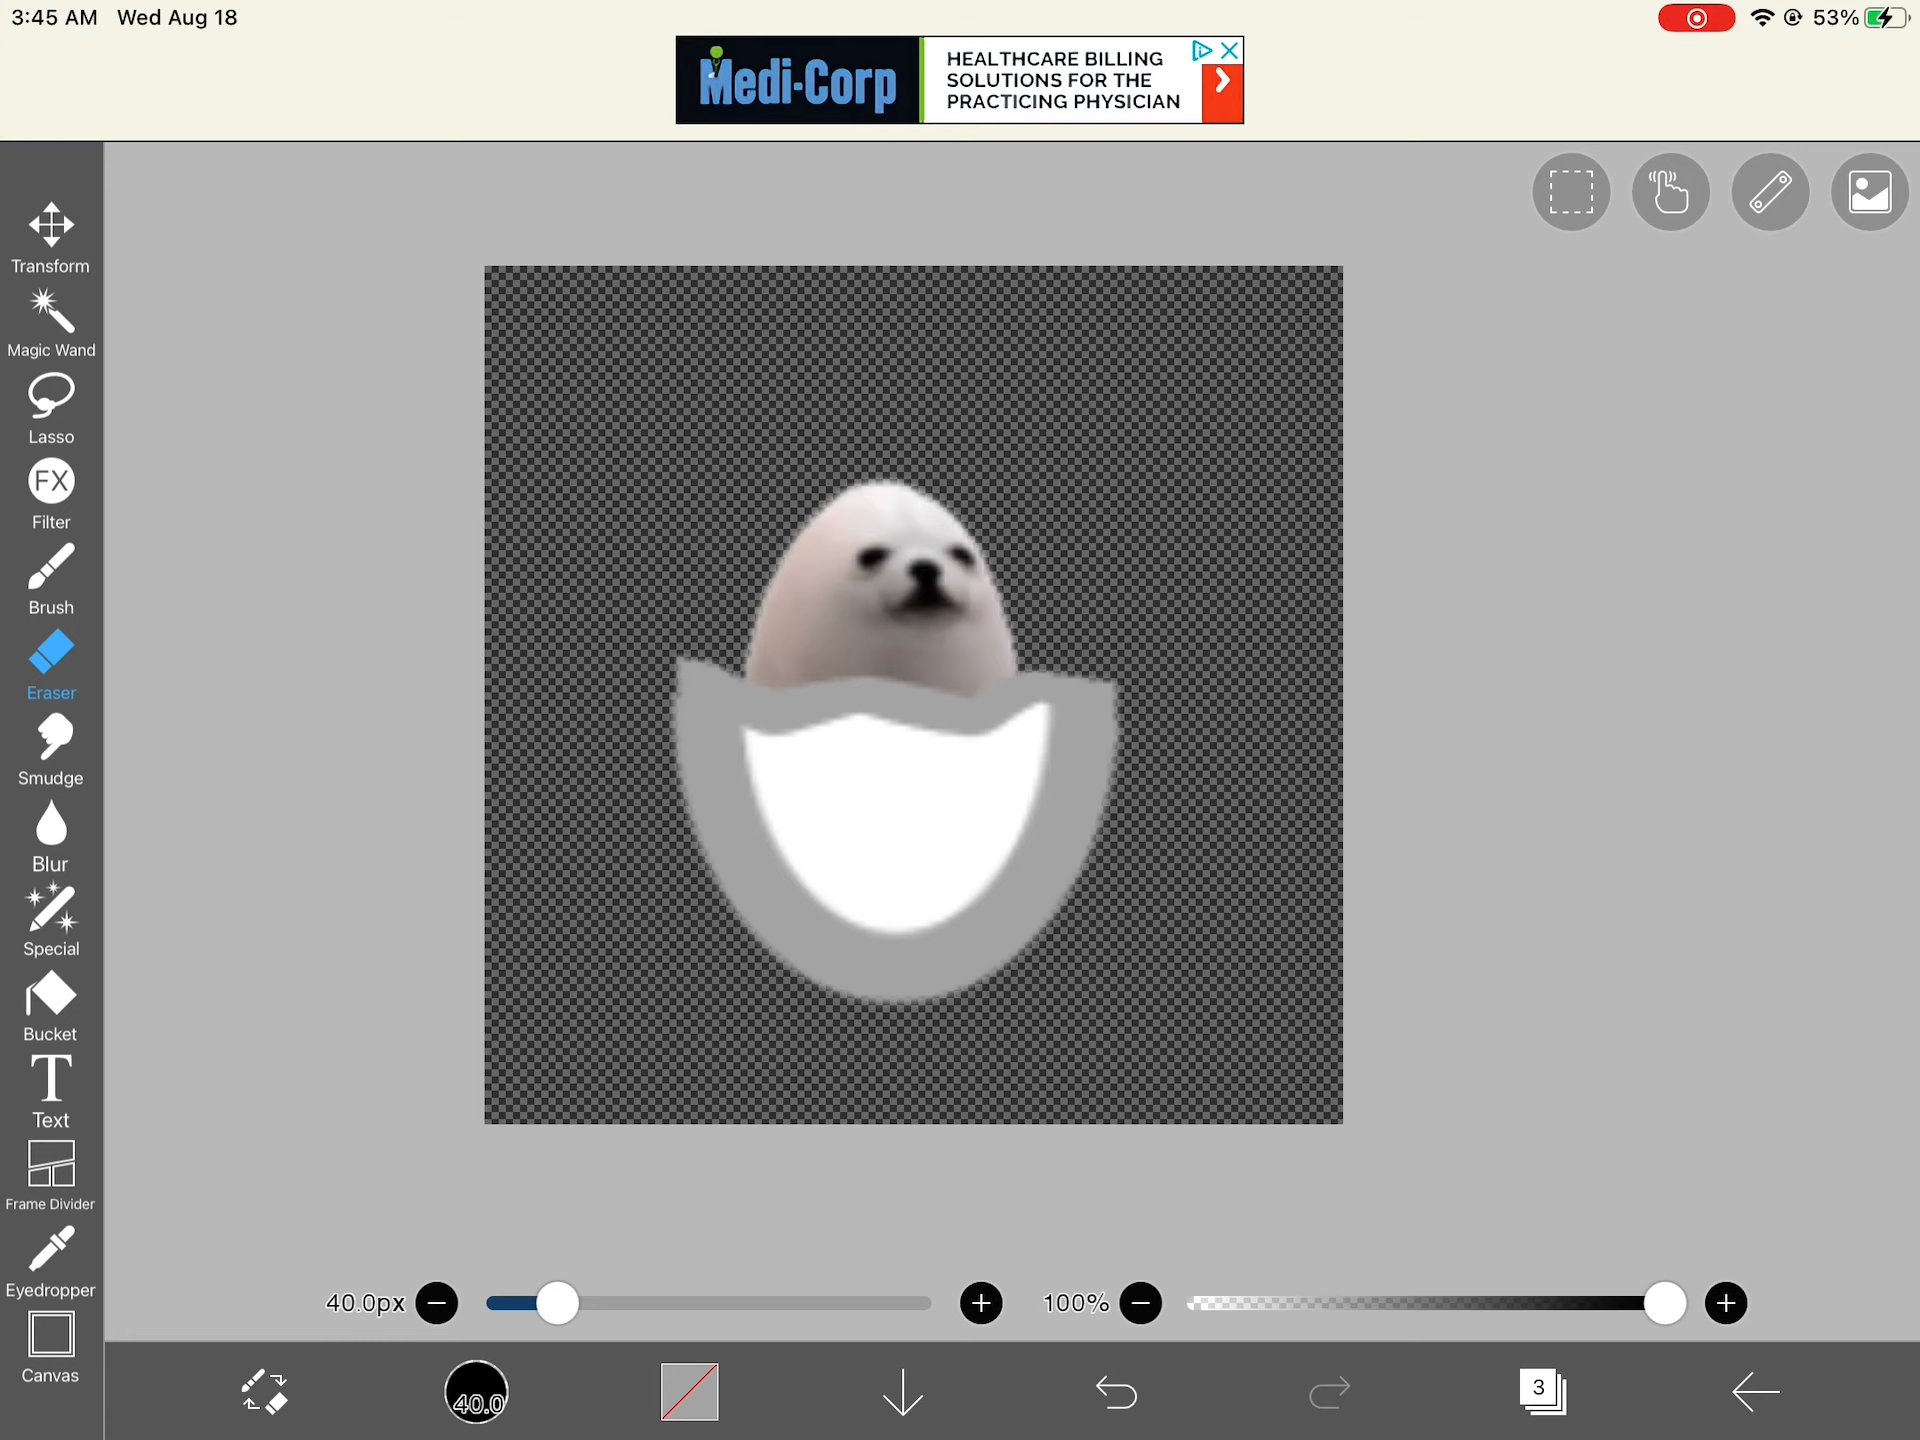 3:45 AM Wed Aug 18
53%
Medi-Corp
HEALTHCARE BILLING
SOLUTIONS FOR THE
PRACTICING PHYSICIAN
Transform
Magic Wand
Lasso
FX
Filter
Brush
Eraser
Smudge
Blur
Special
Bucket
T
Text
Frame Divider
Eyedropper
Canvas
40.0px
100%
40.0
3